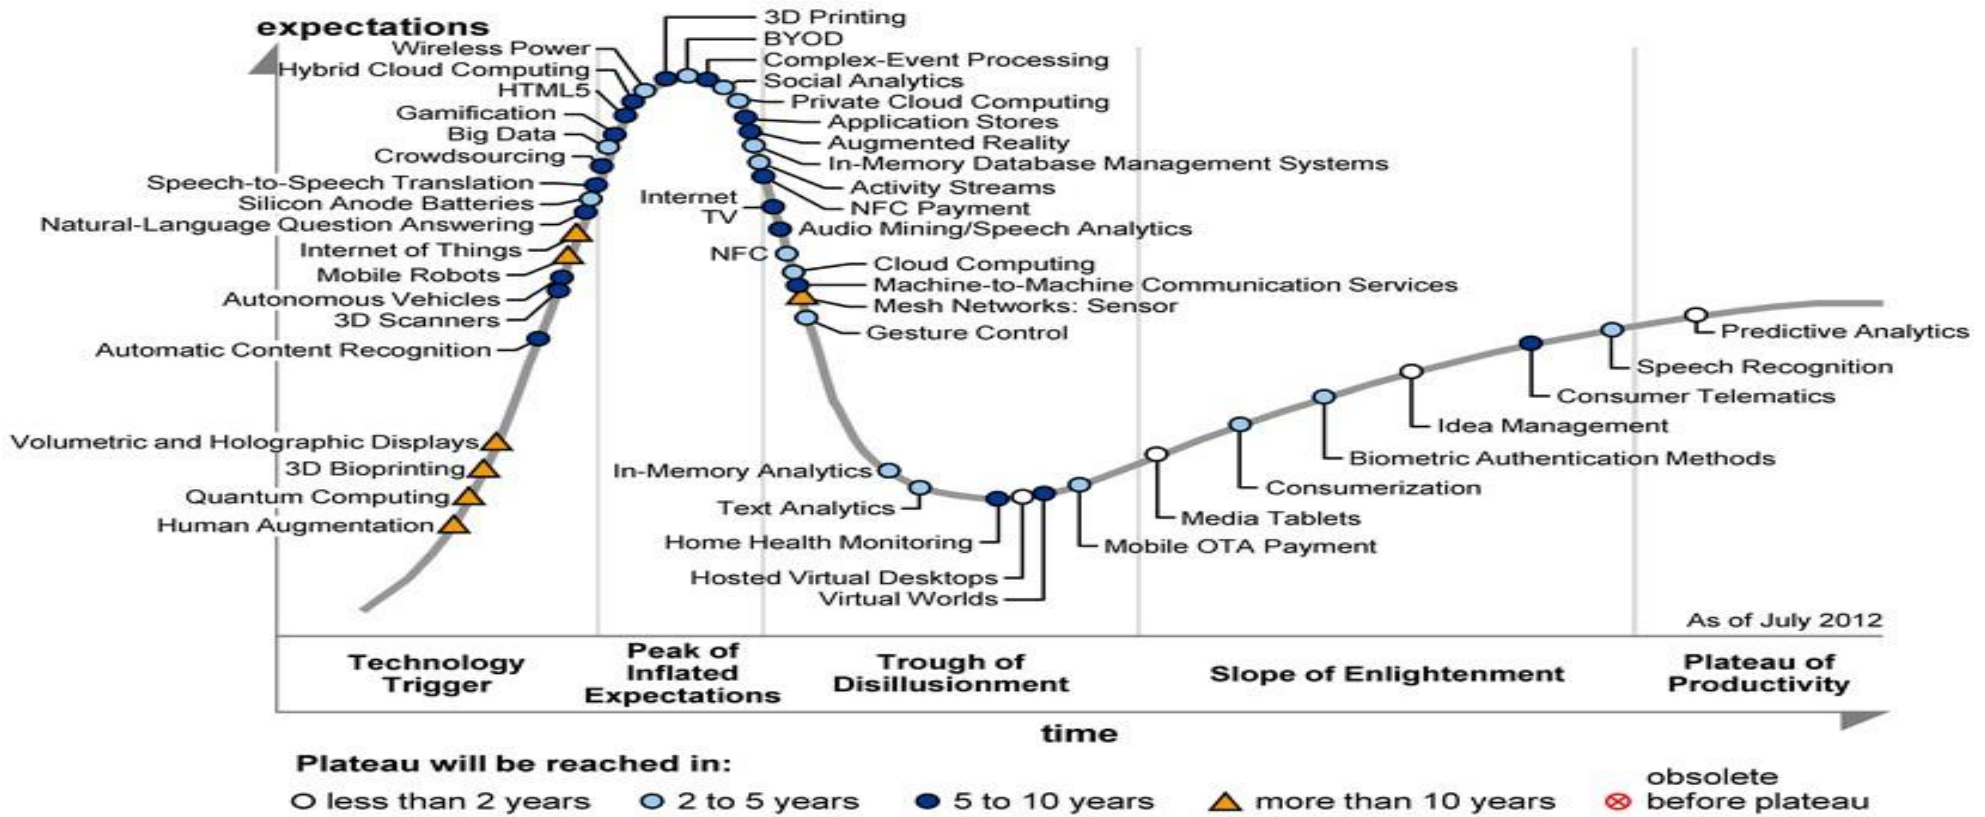 expectations
Wireless Power
Hybrid Cloud Computing
HTML5
Gamification
Big Data
Crowdsourcing
Speech-to-Speech Translation
Silicon Anode Batteries
Natural-Language Question Answering
Internet of Things
Mobile Robots
Autonomous Vehicles
3D Scanners
Automatic Content Recognition
Volumetric and Holographic Displays
3D Bioprinting
Quantum Computing
Human Augmentation
3D Printing
BYOD
Complex-Event Processing
Social Analytics
Private Cloud Computing
Application Stores
Augmented Reality
In-Memory Database Management Systems
Activity Streams
NFC Payment
Internet
TV
Audio Mining/Speech Analytics
NFC
Cloud Computing
Machine-to-Machine Communication Services
Mesh Networks: Sensor
Gesture Control
In-Memory Analytics
Text Analytics
Home Health Monitoring
Hosted Virtual Desktops
Virtual Worlds
Mobile OTA Payment
Media Tablets
Consumerization
Biometric Authentication Methods
Idea Management
Consumer Telematics
Speech Recognition
Predictive Analytics
As of July 2012
Technology
Trigger
Peak of
Inflated
Expectations
Trough of
Disillusionment
Slope of Enlightenment
Plateau of
Productivity
time
Plateau will be reached in:
less than 2 years
2 to 5 years
5 to 10 years
more than 10 years
obsolete
before plateau